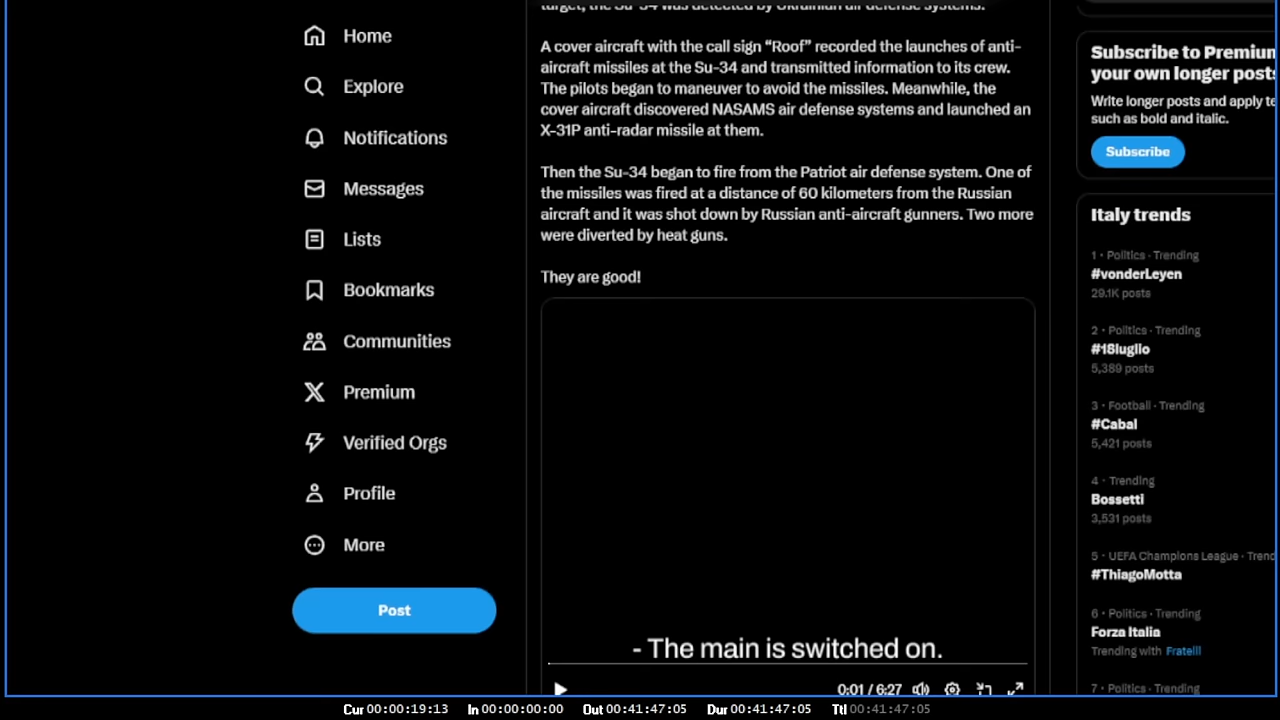 target, the Su-34 was detected by Ukrainian air defense systems.
A cover aircraft with the call sign “Roof” recorded the launches of anti-
aircraft missiles at the Su-34 and transmitted information to its crew.
The pilots began to maneuver to avoid the missiles. Meanwhile, the
cover aircraft discovered NASAMS air defense systems and launched an
X-31P anti-radar missile at them.
Then the Su-34 began to fire from the Patriot air defense system. One of
the missiles was fired at a distance of 60 kilometers from the Russian
aircraft and it was shot down by Russian anti-aircraft gunners. Two more
were diverted by heat guns.
They are good!
- The main is switched on.
0:01 / 6:27
Home
Explore
Notifications
Messages
Lists
Bookmarks
Communities
Premium
Verified Orgs
Profile
More
Post
Subscribe to Premium
your own longer posts
Write longer posts and apply te
such as bold and italic.
Subscribe
Italy trends
1 · Politics · Trending
#vonderLeyen
29.1K posts
2 · Politics · Trending
#18luglio
5,389 posts
3 · Football · Trending
#Cabal
5,421 posts
4 · Trending
Bossetti
3,531 posts
5 · UEFA Champions League · Trend
#ThiagoMotta
6 · Politics · Trending
Forza Italia
Trending with Fratelli
7 · Politics · Trending
Cur 00:00:19:13 In 00:00:00:00 Out 00:41:47:05 Dur 00:41:47:05 Ttl 00:41:47:05